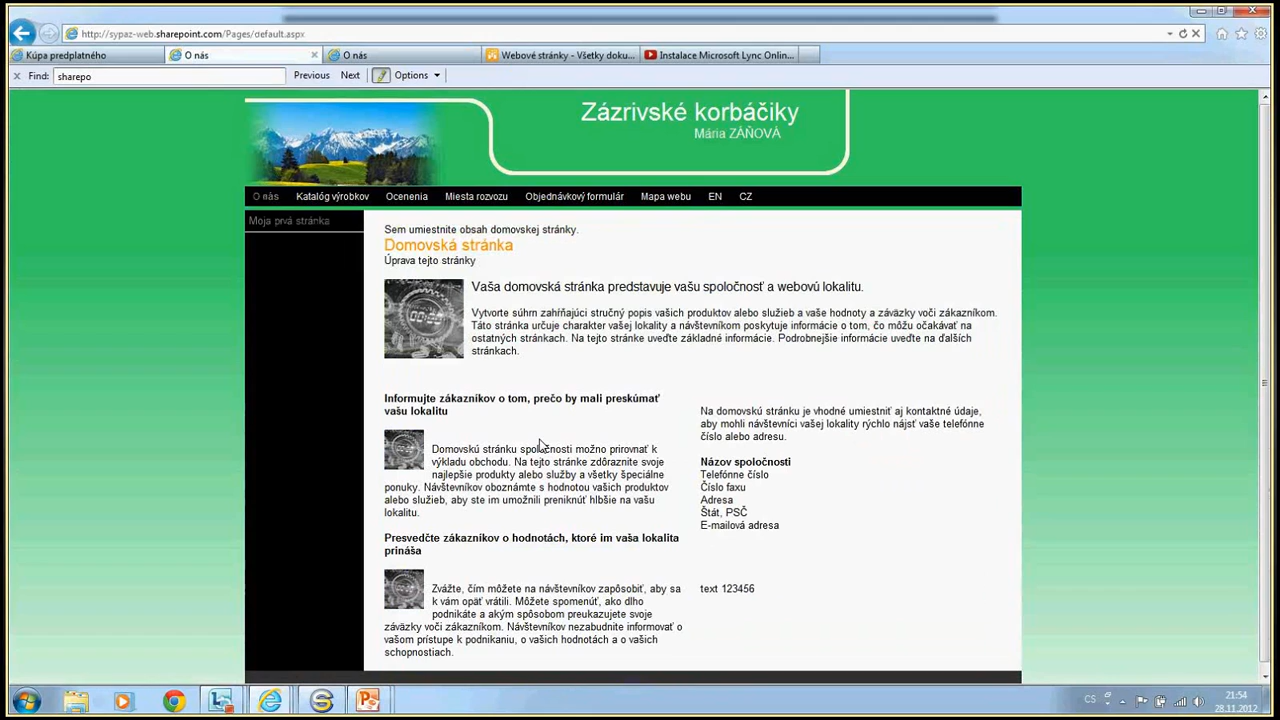 http://sypaz-web.sharepoint.com/Pages/default.aspx
Kúpa predplatného
O nás
O nás
Webové stránky - Všetky doku...
Instalace Microsoft Lync Onlin...
Find: sharepo
Previous
Next
Options
Zázrivské korbáčiky
Mária ZÁŇOVÁ
O nás
Katalóg výrobkov
Ocenenia
Miesta rozvozu
Objednávkový formulár
Mapa webu
EN
CZ
Moja prvá stránka
Sem umiestnite obsah domovskej stránky.
Domovská stránka
Úprava tejto stránky
Vaša domovská stránka predstavuje vašu spoločnosť a webovú lokalitu.
Vytvorte súhrn zahŕňajúci stručný popis vašich produktov alebo služieb a vaše hodnoty a záväzky voči zákazníkom.
Táto stránka určuje charakter vašej lokality a návštevníkom poskytuje informácie o tom, čo môžu očakávať na
ostatných stránkach. Na tejto stránke uveďte základné informácie. Podrobnejšie informácie uveďte na ďalších
stránkach.
Informujte zákazníkov o tom, prečo by mali preskúmať
vašu lokalitu
Domovskú stránku spoločnosti možno prirovnať k
výkladu obchodu. Na tejto stránke zdôraznite svoje
najlepšie produkty alebo služby a všetky špeciálne
ponuky. Návštevníkov oboznámte s hodnotou vašich produktov
alebo služieb, aby ste im umožnili preniknúť hlbšie na vašu
lokalitu.
Presvedčte zákazníkov o hodnotách, ktoré im vaša lokalita
prináša
Zvážte, čím môžete na návštevníkov zapôsobiť, aby sa
k vám opäť vrátili. Môžete spomenúť, ako dlho
podnikáte a akým spôsobom preukazujete svoje
záväzky voči zákazníkom. Návštevníkov nezabudnite informovať o
vašom prístupe k podnikaniu, o vašich hodnotách a o vašich
schopnostiach.
Na domovskú stránku je vhodné umiestniť aj kontaktné údaje,
aby mohli návštevníci vašej lokality rýchlo nájsť vaše telefónne
číslo alebo adresu.
Názov spoločnosti
Telefónne číslo
Číslo faxu
Adresa
Štát, PSČ
E-mailová adresa
text 123456
CS
21:54
28.11.2012